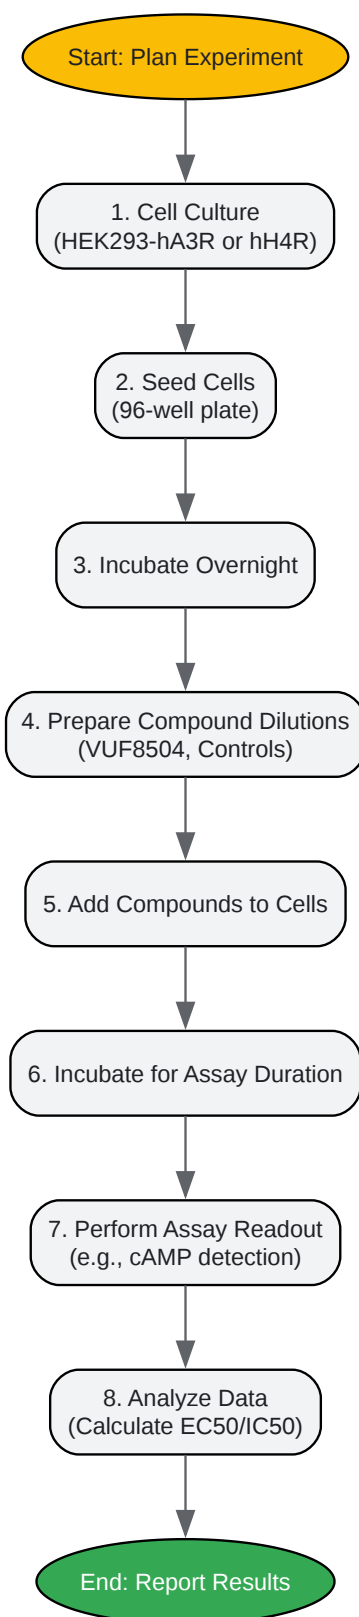 Start: Plan Experiment
1. Cell Culture
(HEK293-hA3R or hH4R)
2. Seed Cells
(96-well plate)
3. Incubate Overnight
4. Prepare Compound Dilutions
(VUF8504, Controls)
5. Add Compounds to Cells
6. Incubate for Assay Duration
7. Perform Assay Readout
(e.g., cAMP detection)
8. Analyze Data
(Calculate EC50/IC50)
End: Report Results